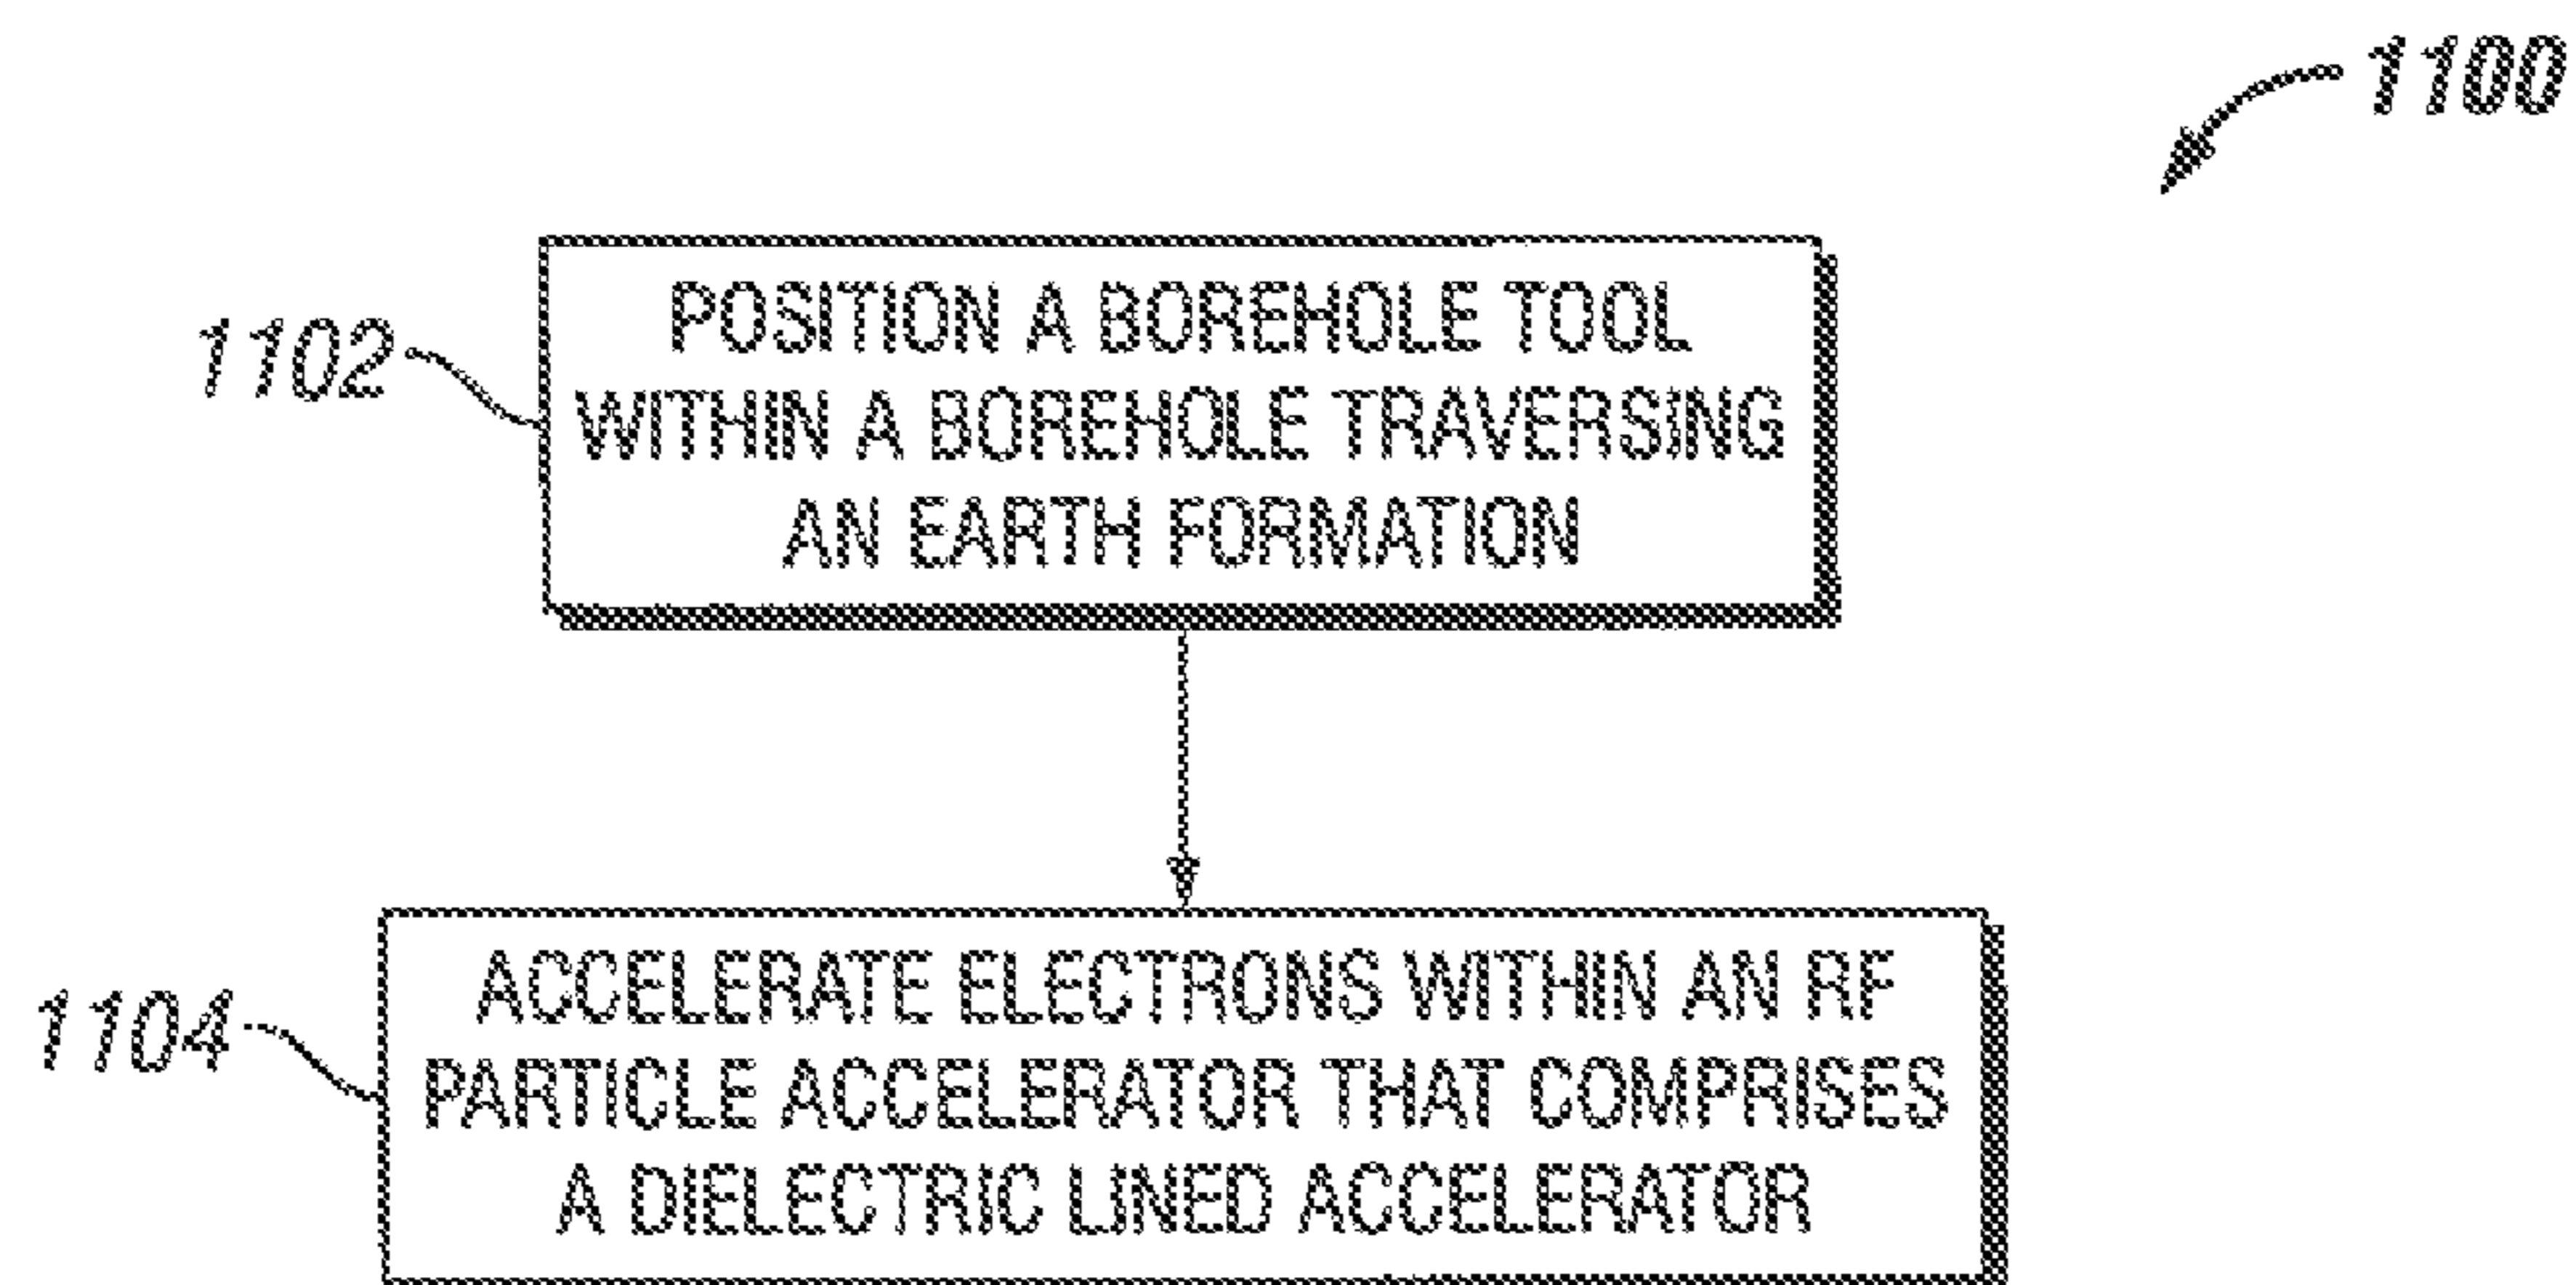 1100
1102
POSITION A BOREHOLE TOOL
WITHIN A BOREHOLE TRAVERSING
AN EARTH FORMATION
1104
ACCELERATE ELECTRONS WITHIN AN RF
PARTICLE ACCELERATOR THAT COMPRISES
A DIELECTRIC LINED ACCELERATOR